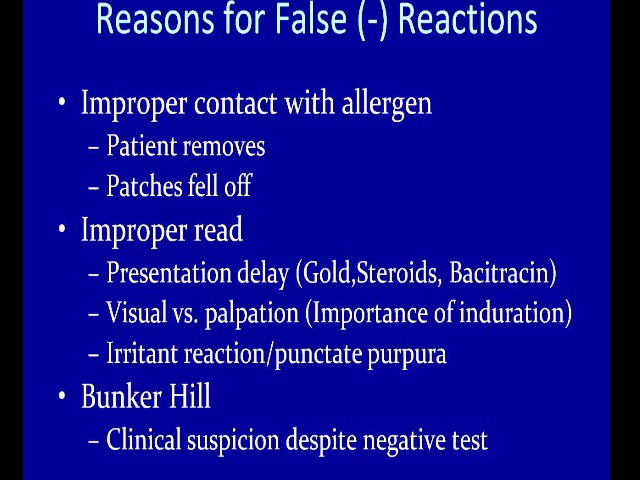 Reasons for False (-) Reactions
• Improper contact with allergen
– Patient removes
– Patches fell off
• Improper read
– Presentation delay (Gold,Steroids, Bacitracin)
– Visual vs. palpation (Importance of induration)
– Irritant reaction/punctate purpura
• Bunker Hill
– Clinical suspicion despite negative test